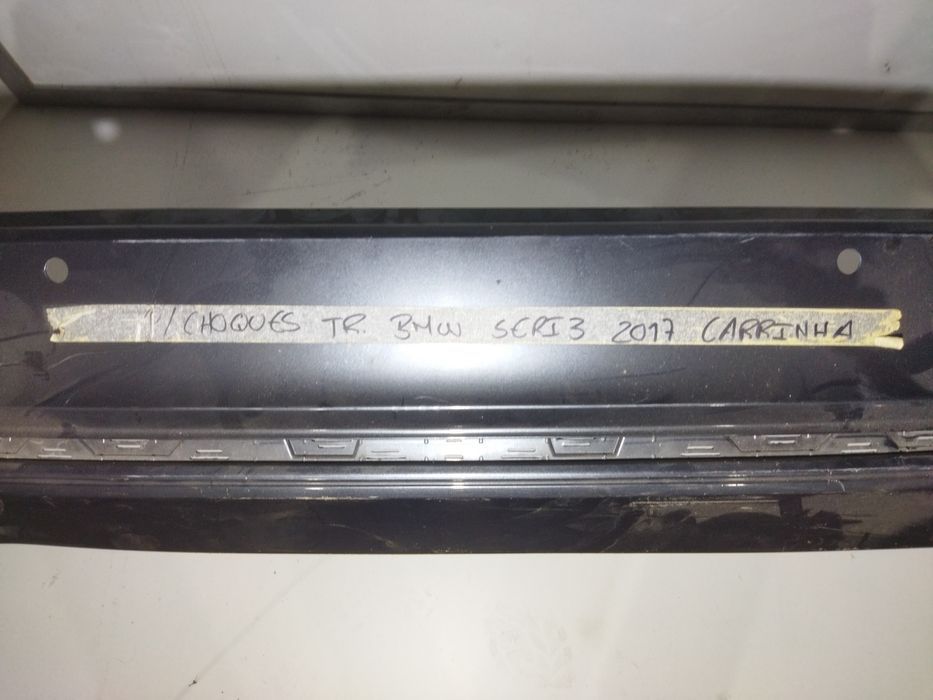 P/CHOQUES TR. BMW SERI3 2017 CARRINHA